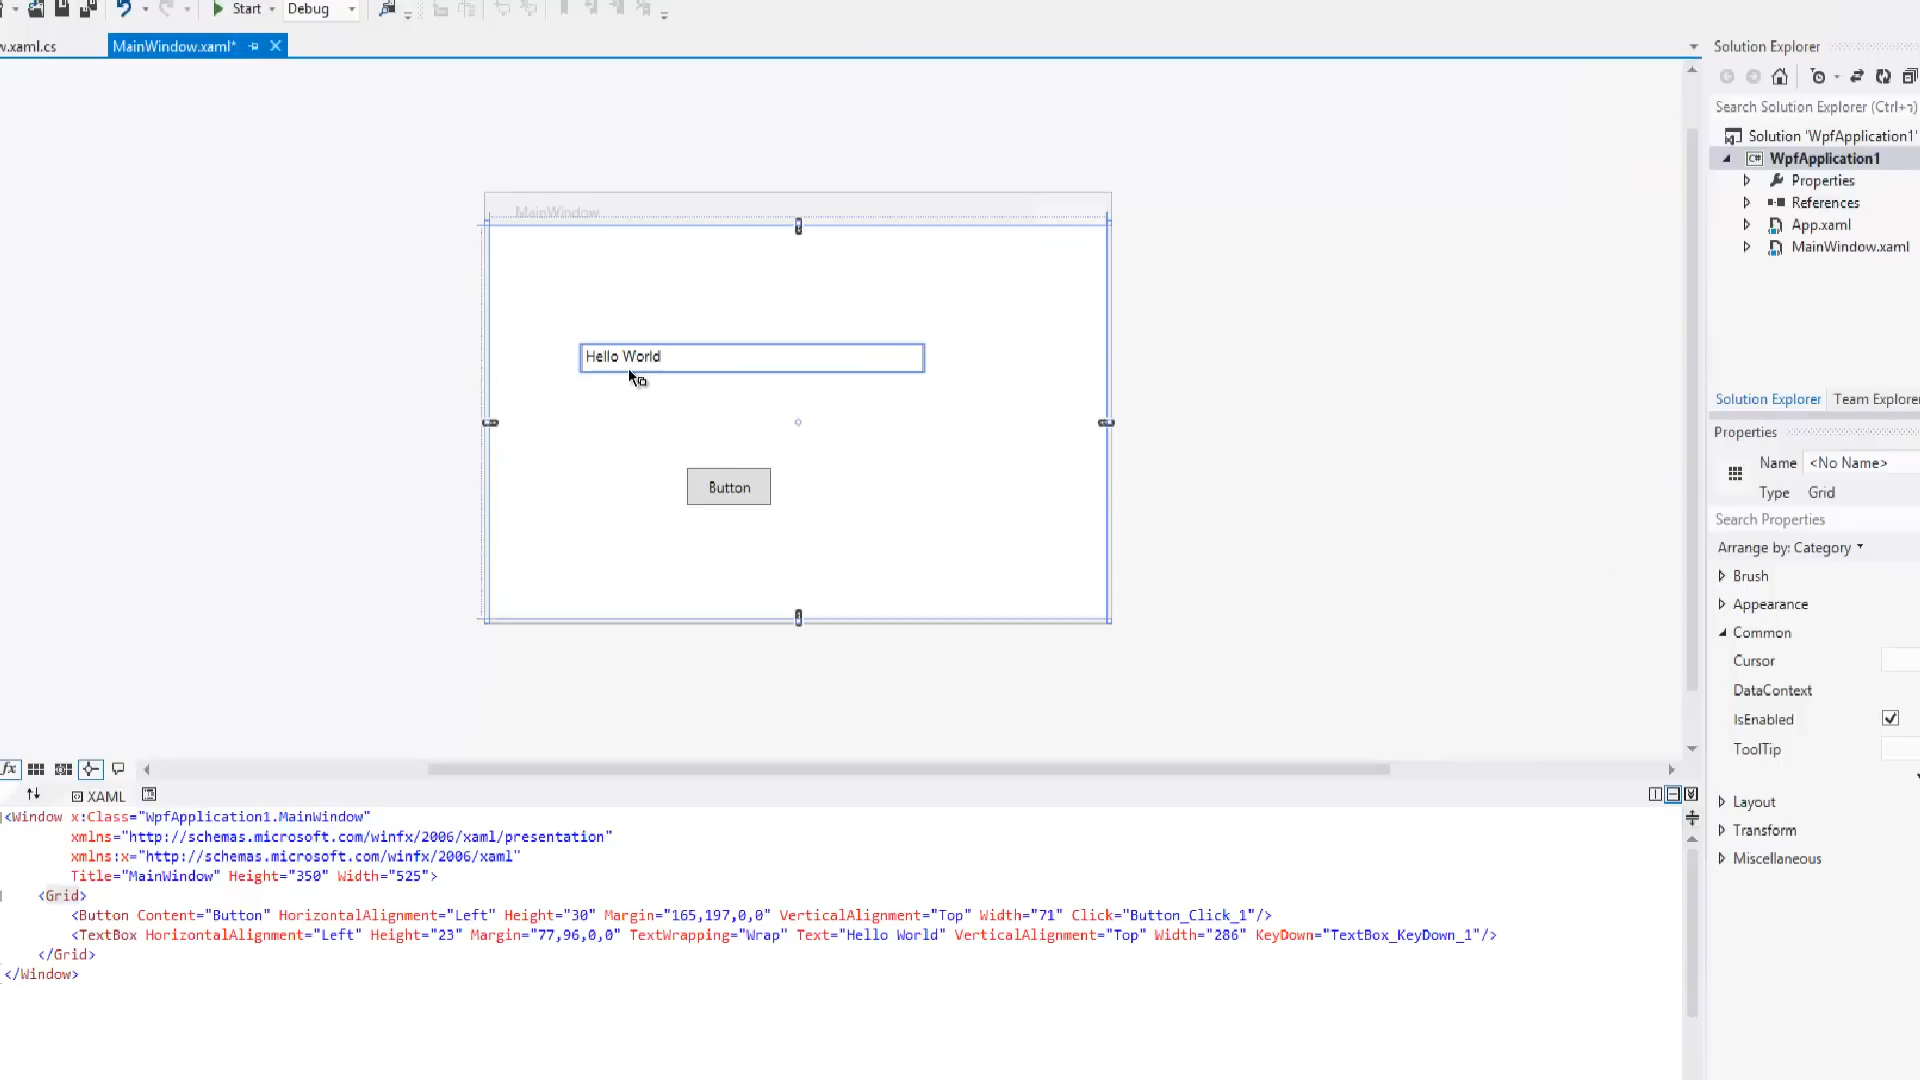 Start
Debug
w.xaml.cs
MainWindow.xaml*
Solution Explorer
Search Solution Explorer (Ctrl+ר)
Solution 'WpfApplication1'
C#
WpfApplication1
Properties
References
App.xaml
MainWindow.xaml
MainWindow
Hello World
Button
Solution Explorer
Team Explorer
Properties
Name <No Name>
Type Grid
Search Properties
Arrange by: Category
Brush
Appearance
Common
Cursor
DataContext
IsEnabled
ToolTip
Layout
Transform
Miscellaneous
fx
XAML
<Window x:Class="WpfApplication1.MainWindow"
xmlns="http://schemas.microsoft.com/winfx/2006/xaml/presentation"
xmlns:x="http://schemas.microsoft.com/winfx/2006/xaml"
Title="MainWindow" Height="350" Width="525">
<Grid>
<Button Content="Button" HorizontalAlignment="Left" Height="30" Margin="165,197,0,0" VerticalAlignment="Top" Width="71" Click="Button_Click_1"/>
<TextBox HorizontalAlignment="Left" Height="23" Margin="77,96,0,0" TextWrapping="Wrap" Text="Hello World" VerticalAlignment="Top" Width="286" KeyDown="TextBox_KeyDown_1"/>
</Grid>
</Window>